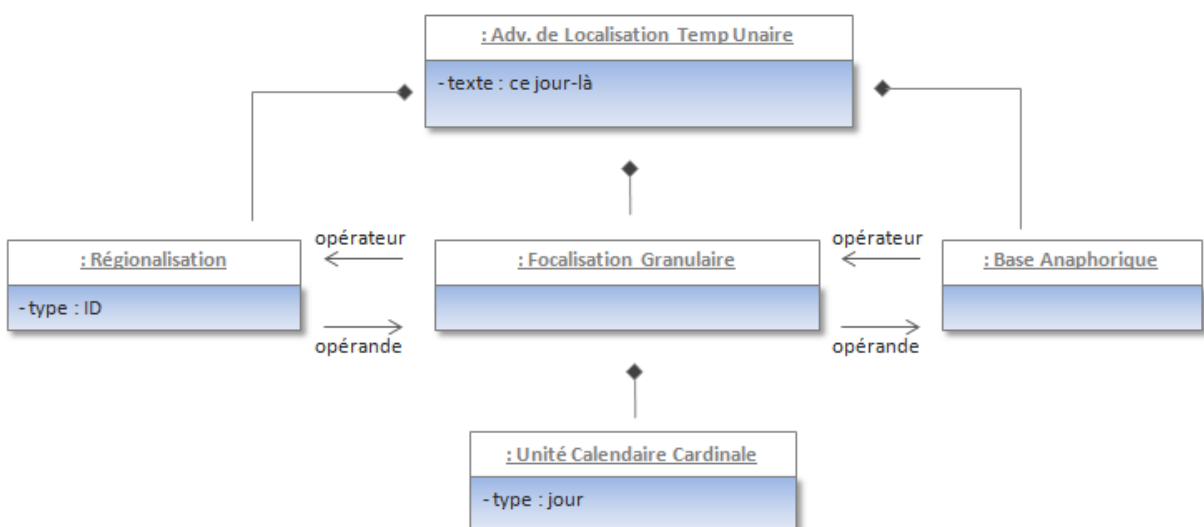 : Adv. de Localisation Temp Unaire
- texte : ce jour-là
opérateur
opérateur
: Régionalisation
: Focalisation Granulaire
: Base Anaphorique
- type : ID
opérande
opérande
: Unité Calendaire Cardinale
- type : jour